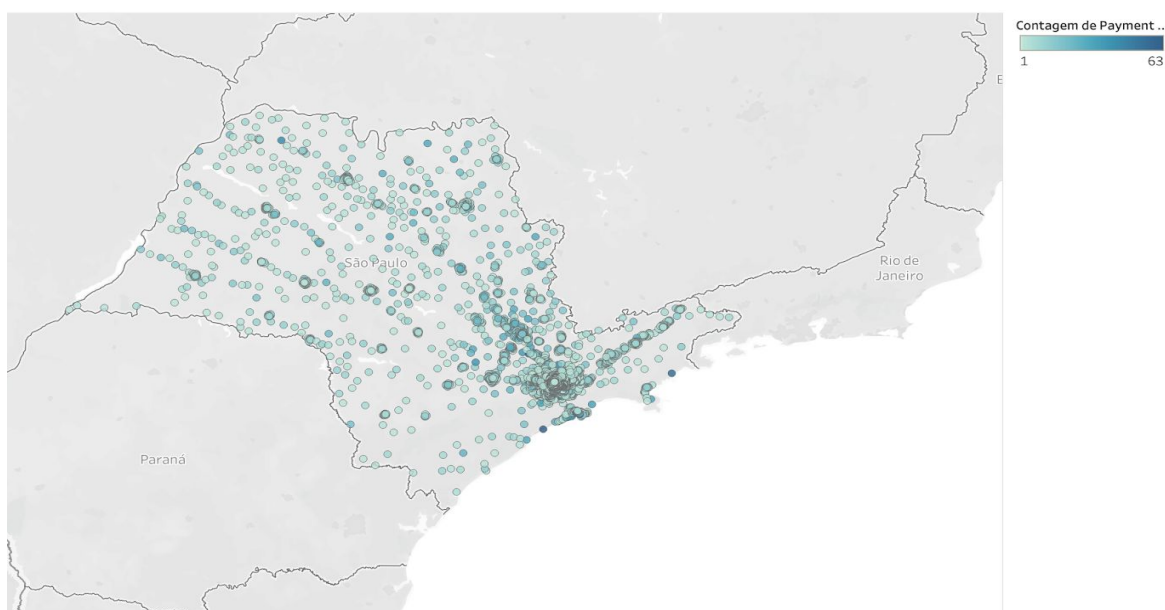 Contagem de Payment ..
1 63
São Paulo
Rio de
Janeiro
Paraná
E